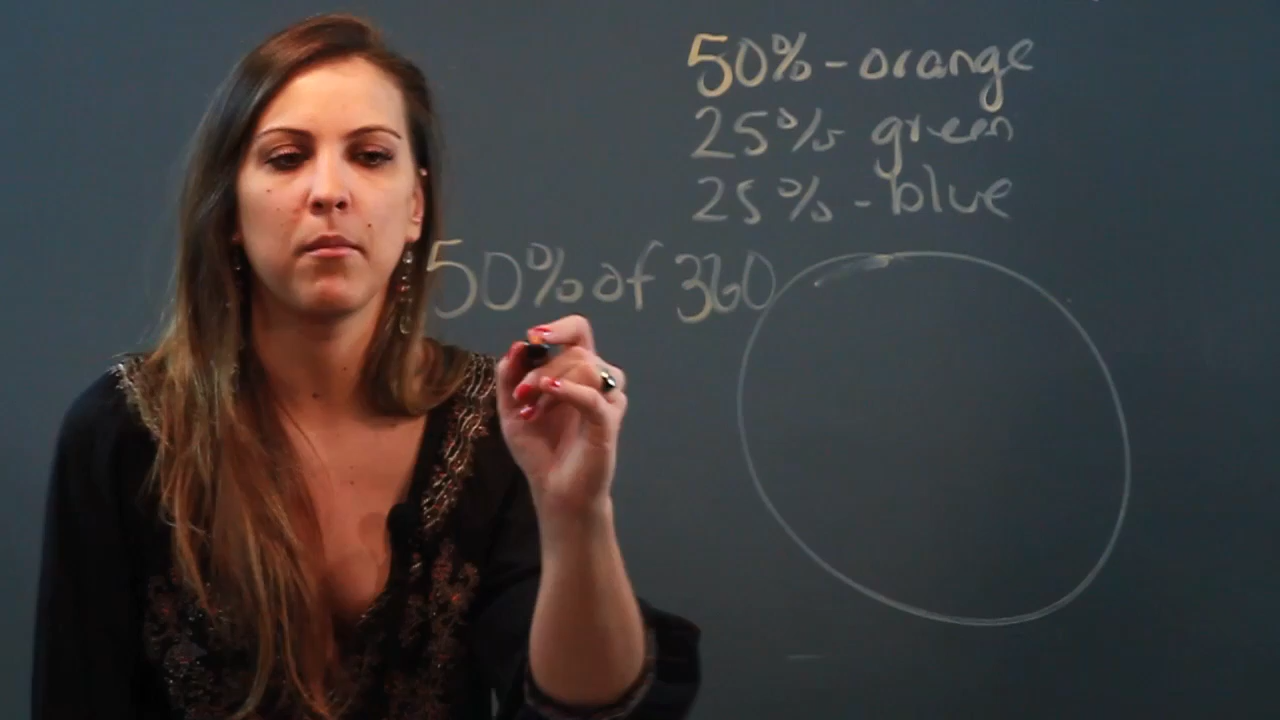 50% - orange
25% green
25% - blue
50% of 360